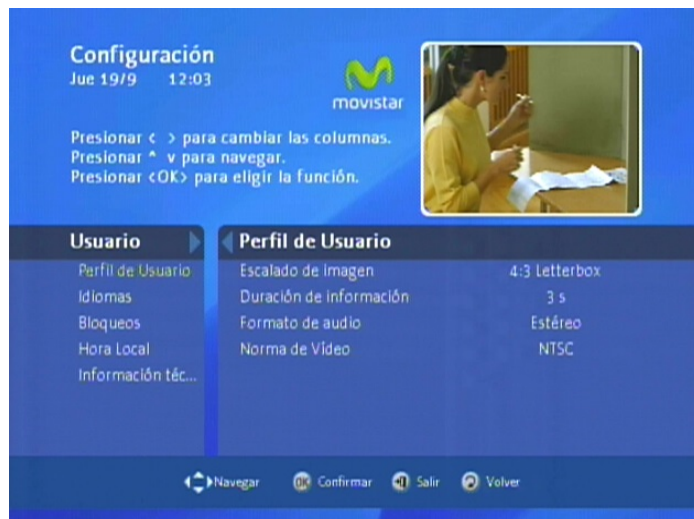 Configuración
Jue 19/9 12:03
movistar
Presionar < > para cambiar las columnas.
Presionar ^ v para navegar.
Presionar <OK> para eligir la función.
Usuario
Perfil de Usuario
Perfil de Usuario
Escalado de Imagen 4:3 Letterbox
Idiomas
Duración de información 3 s
Bloqueos
Formato de audio Estéreo
Hora Local
Norma de Vídeo NTSC
Información téc...
Navegar OK Confirmar Salir Volver